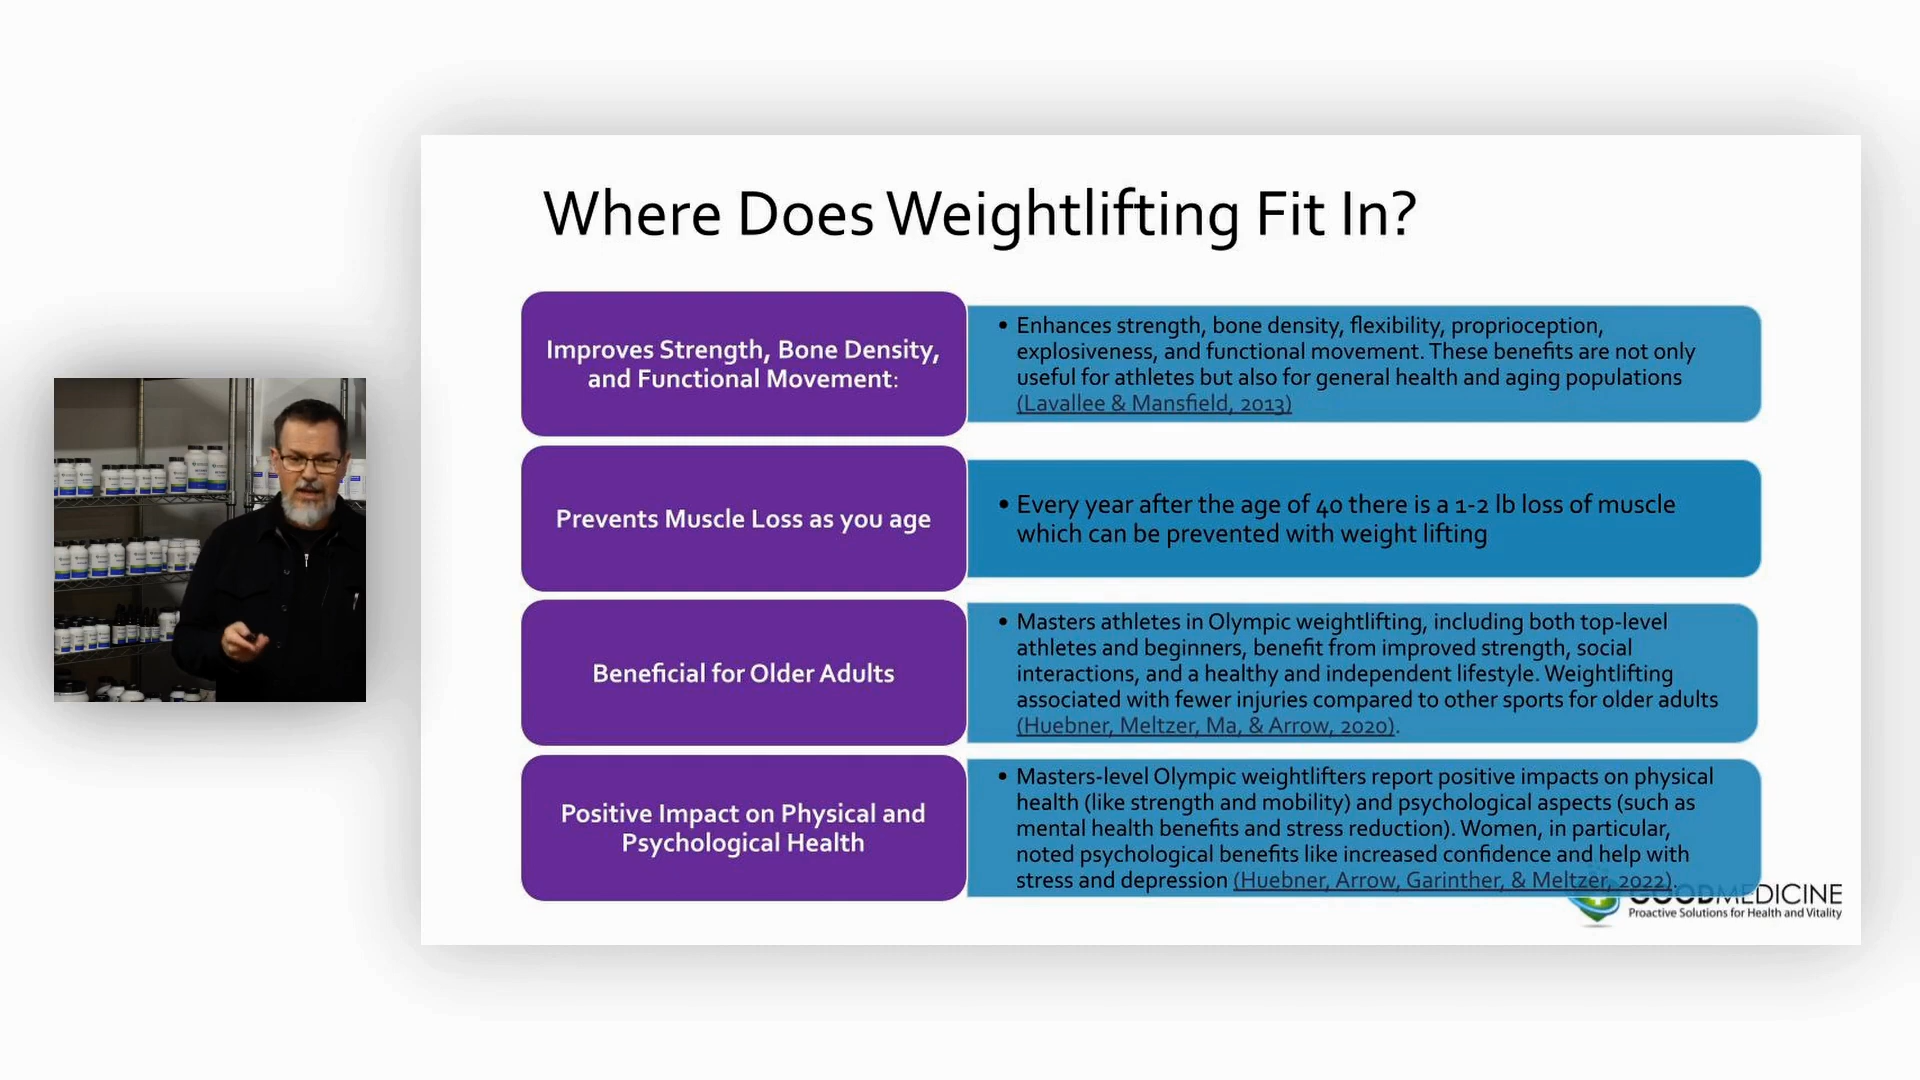 Where Does Weightlifting Fit In?
Improves Strength, Bone Density,
and Functional Movement:
• Enhances strength, bone density, flexibility, proprioception,
explosiveness, and functional movement. These benefits are not only
useful for athletes but also for general health and aging populations
(Lavallee & Mansfield, 2013)
Prevents Muscle Loss as you age
• Every year after the age of 40 there is a 1-2 lb loss of muscle
which can be prevented with weight lifting
Beneficial for Older Adults
• Masters athletes in Olympic weightlifting, including both top-level
athletes and beginners, benefit from improved strength, social
interactions, and a healthy and independent lifestyle. Weightlifting
associated with fewer injuries compared to other sports for older adults
(Huebner, Meltzer, Ma, & Arrow, 2020).
Positive Impact on Physical and
Psychological Health
• Masters-level Olympic weightlifters report positive impacts on physical
health (like strength and mobility) and psychological aspects (such as
mental health benefits and stress reduction). Women, in particular,
noted psychological benefits like increased confidence and help with
stress and depression (Huebner, Arrow, Garinther, & Meltzer, 2022).
GOODMEDICINE
Proactive Solutions for Health and Vitality